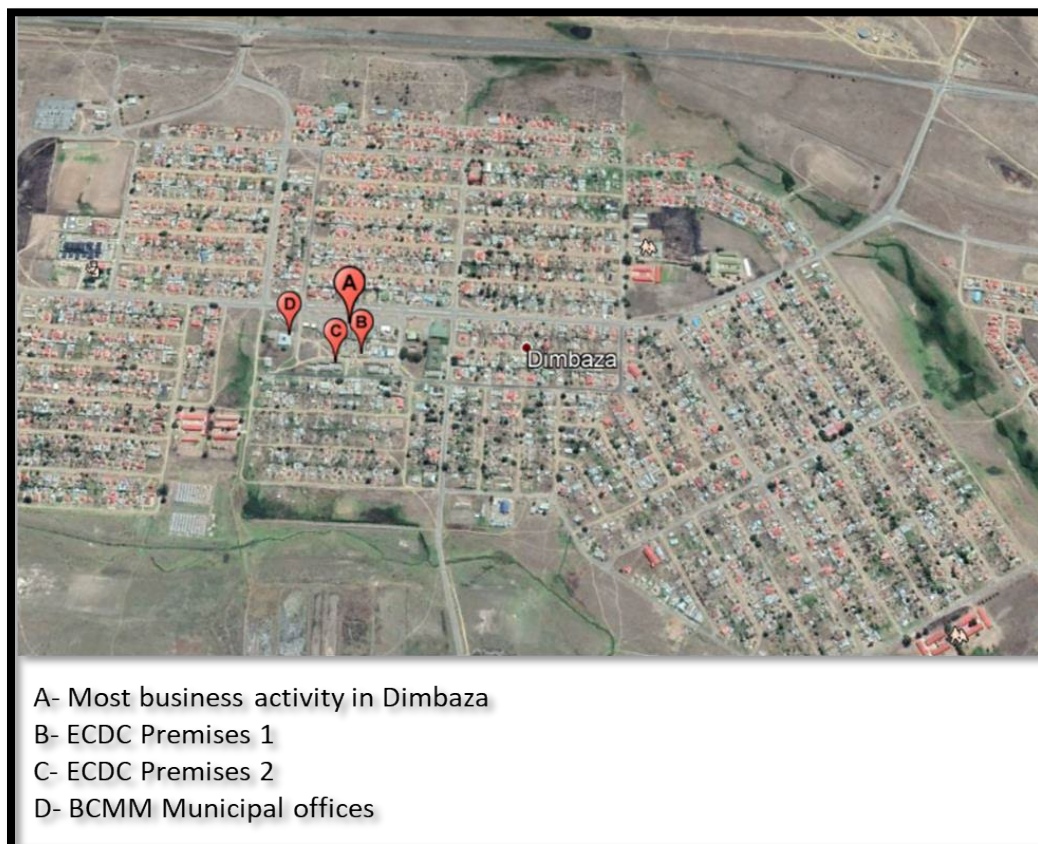 A
D
B
C
Dimbaza
A- Most business activity in Dimbaza
B- ECDC Premises 1
C- ECDC Premises 2
D- BCMM Municipal offices